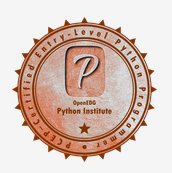 PCEP-Certified Entry-Level Python Programmer
P
OpenEDG
Python Institute